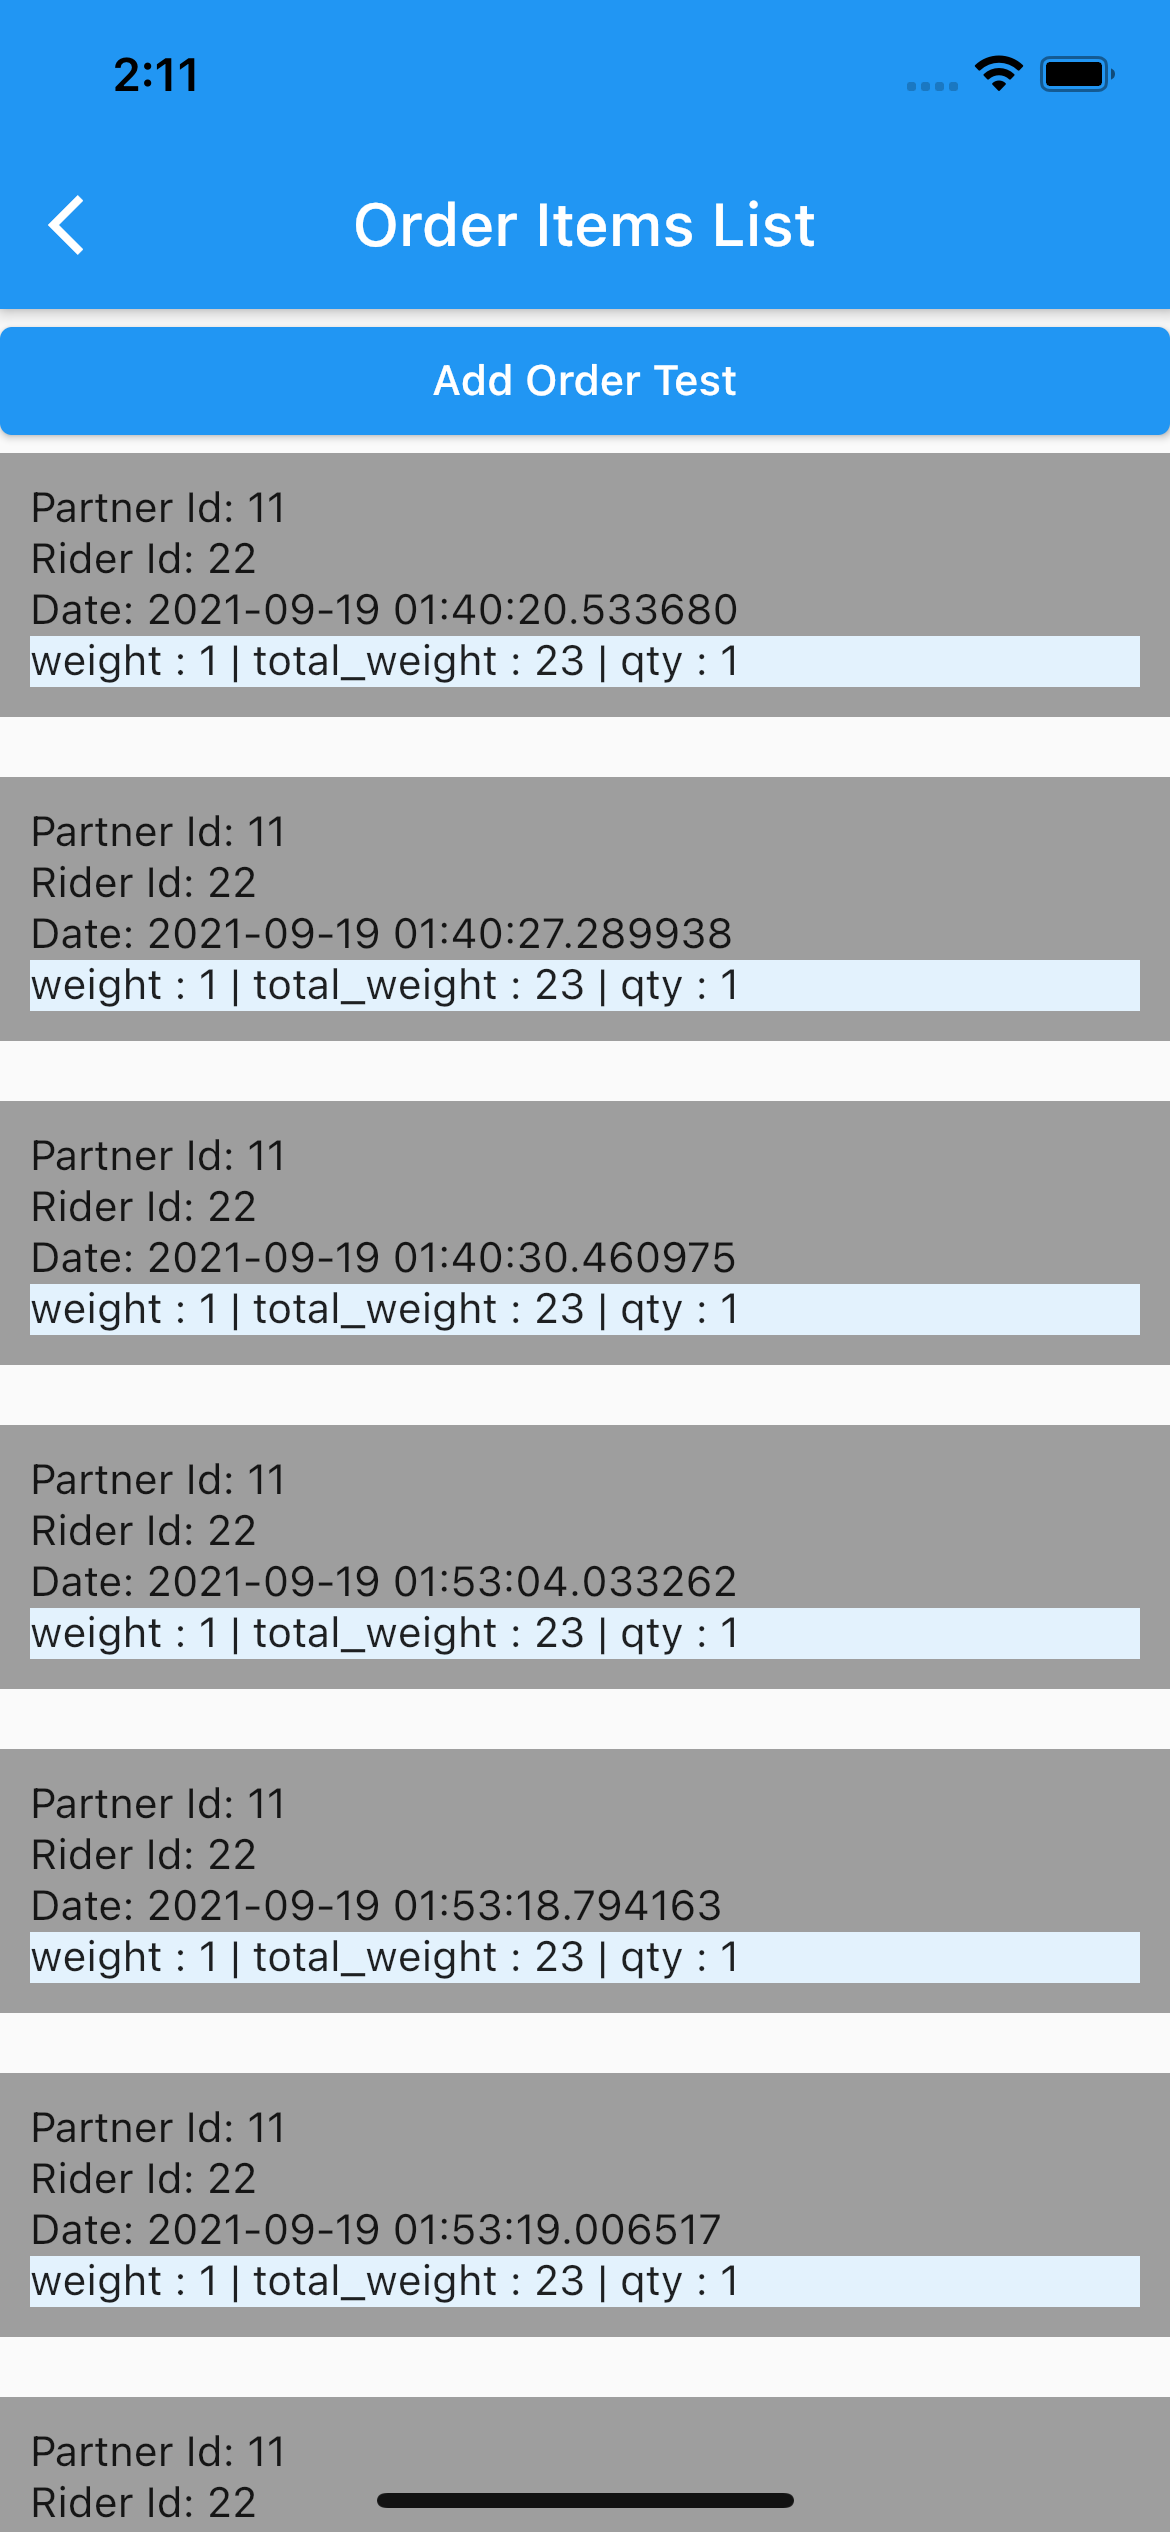 2:11
Order Items List
Add Order Test
Partner Id: 11
Rider Id: 22
Date: 2021-09-19 01:40:20.533680
weight : 1 | total_weight : 23 | qty : 1
Partner Id: 11
Rider Id: 22
Date: 2021-09-19 01:40:27.289938
weight : 1 | total_weight : 23 | qty : 1
Partner Id: 11
Rider Id: 22
Date: 2021-09-19 01:40:30.460975
weight : 1 | total_weight : 23 | qty : 1
Partner Id: 11
Rider Id: 22
Date: 2021-09-19 01:53:04.033262
weight : 1 | total_weight : 23 | qty : 1
Partner Id: 11
Rider Id: 22
Date: 2021-09-19 01:53:18.794163
weight : 1 | total_weight : 23 | qty : 1
Partner Id: 11
Rider Id: 22
Date: 2021-09-19 01:53:19.006517
weight : 1 | total_weight : 23 | qty : 1
Partner Id: 11
Rider Id: 22